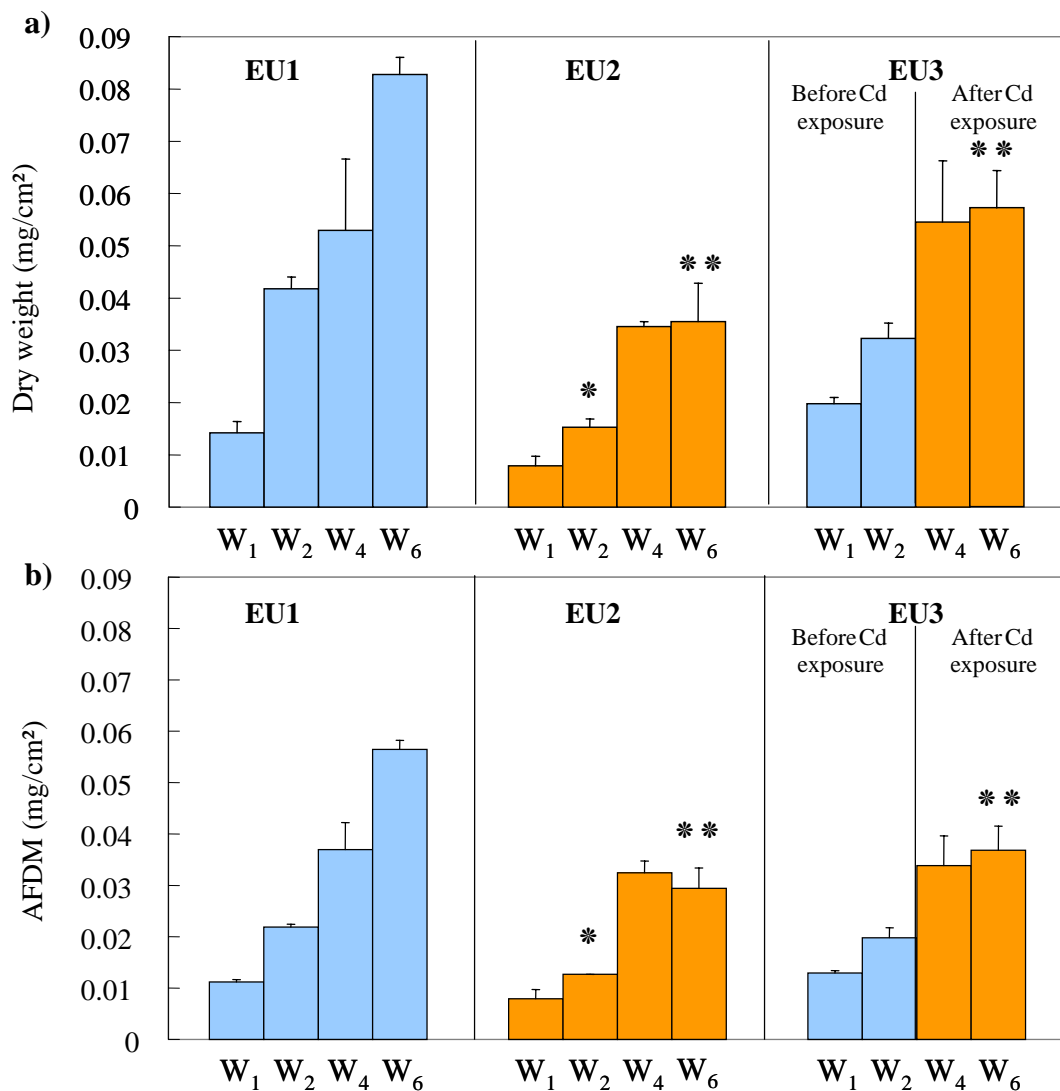 a)
0.09
0.08
0.07
0.06
0.05
0.04
0.03
0.02
0.01
0
Dry weight (mg/cm²)
EU1
EU2
EU3
Before Cd
exposure
After Cd
exposure
* *
* *
*
W1 W2 W4 W6
W1 W2 W4 W6
W1 W2 W4 W6
b)
0.09
0.08
0.07
0.06
0.05
0.04
0.03
0.02
0.01
0
AFDM (mg/cm²)
EU1
EU2
EU3
Before Cd
exposure
After Cd
exposure
* *
* *
*
W1 W2 W4 W6
W1 W2 W4 W6
W1 W2 W4 W6